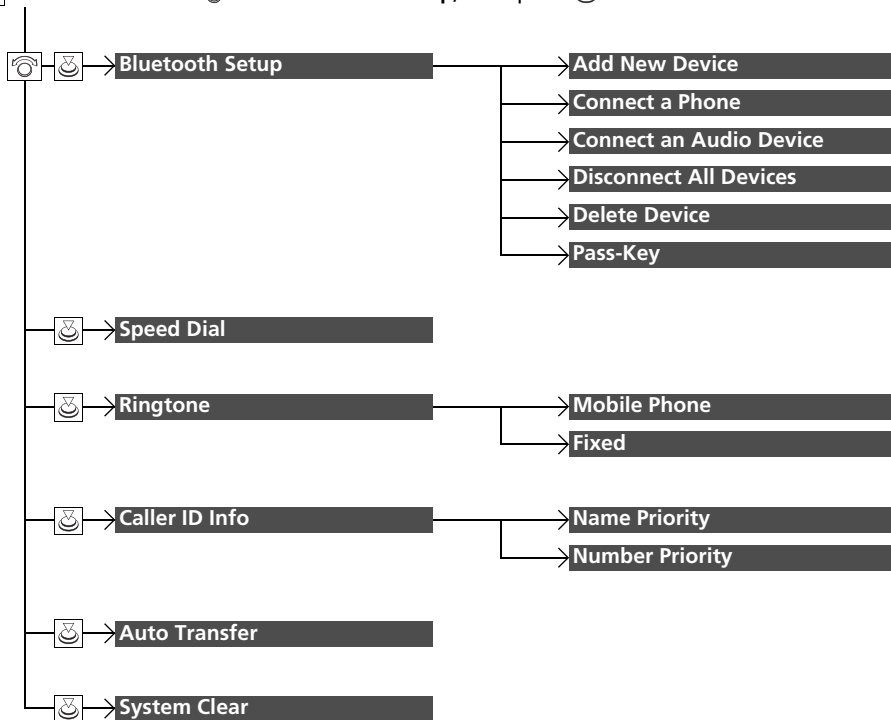 Bluetooth Setup
Add New Device
Connect a Phone
Connect an Audio Device
Disconnect All Devices
Delete Device
Pass-Key
Speed Dial
Ringtone
Mobile Phone
Fixed
Caller ID Info
Name Priority
Number Priority
Auto Transfer
System Clear